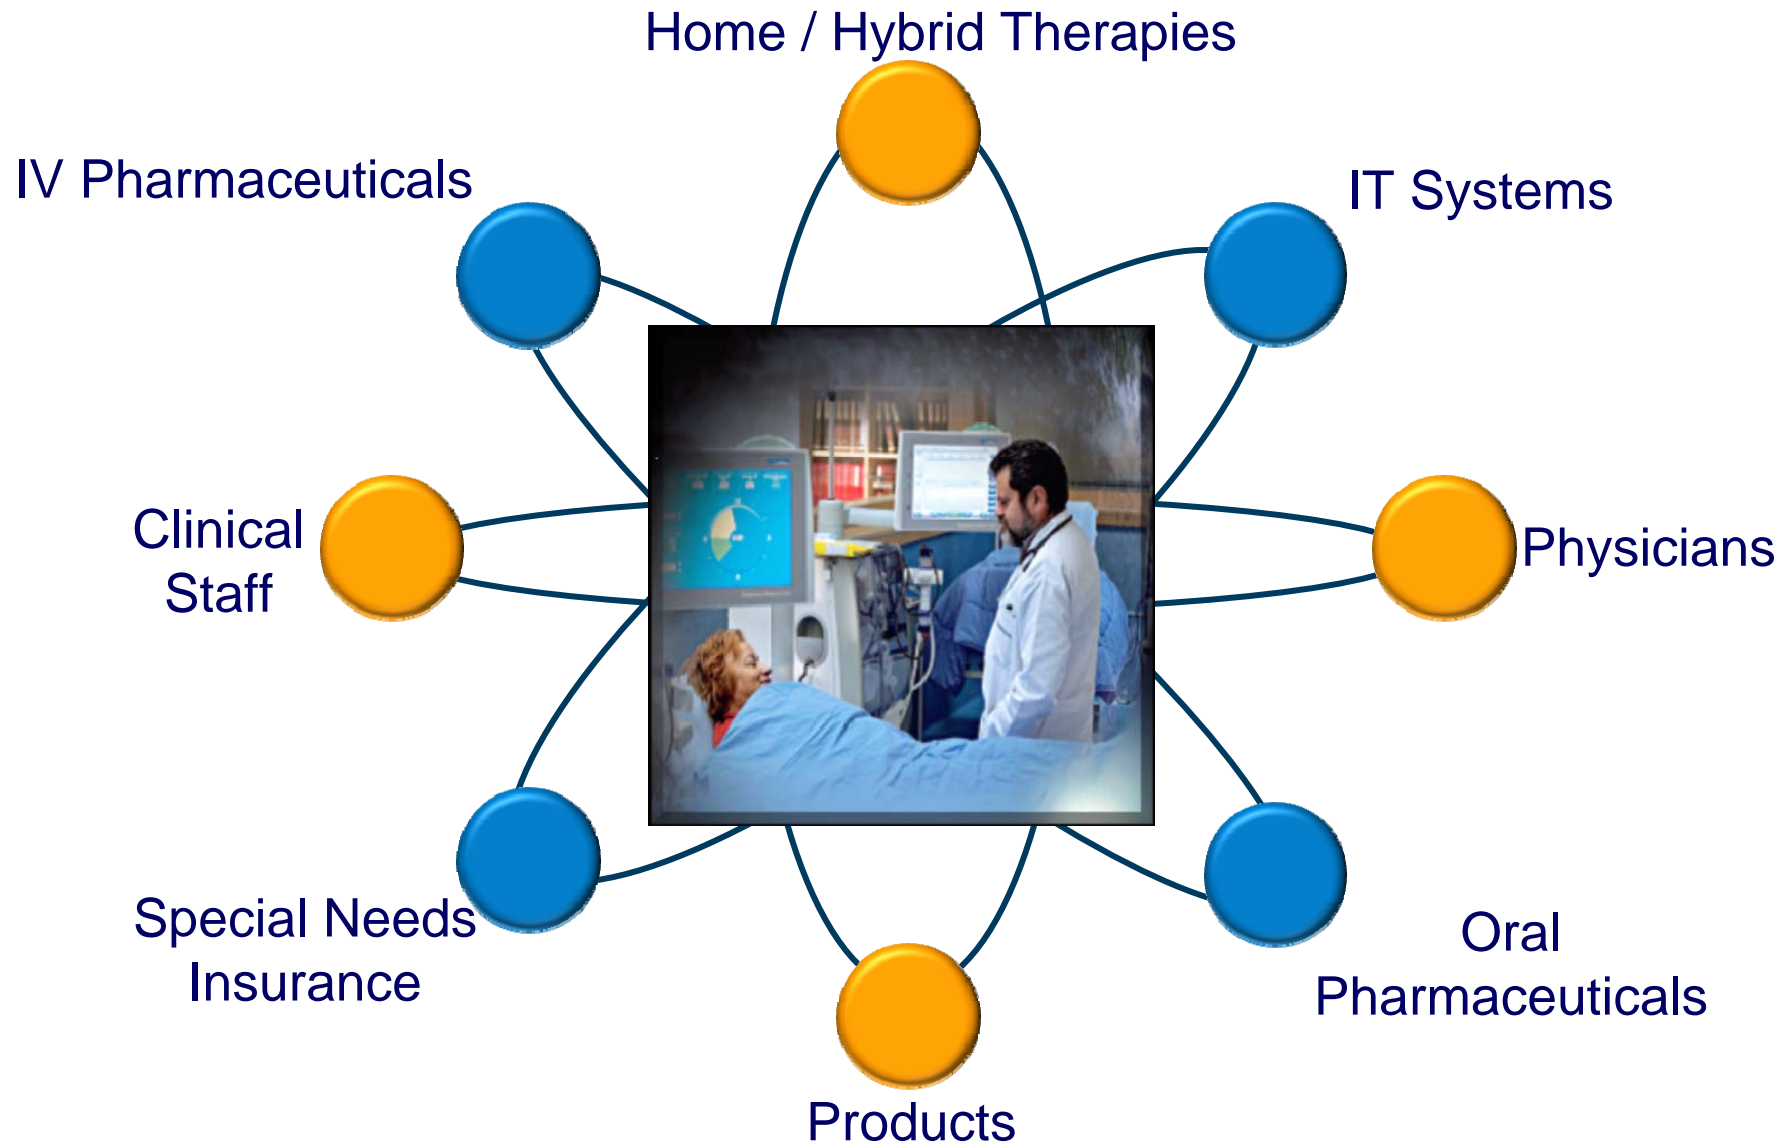 Home / Hybrid Therapies
IV Pharmaceuticals
IT Systems
Clinical
Staff
Physicians
Special Needs
Insurance
Oral
Pharmaceuticals
Products